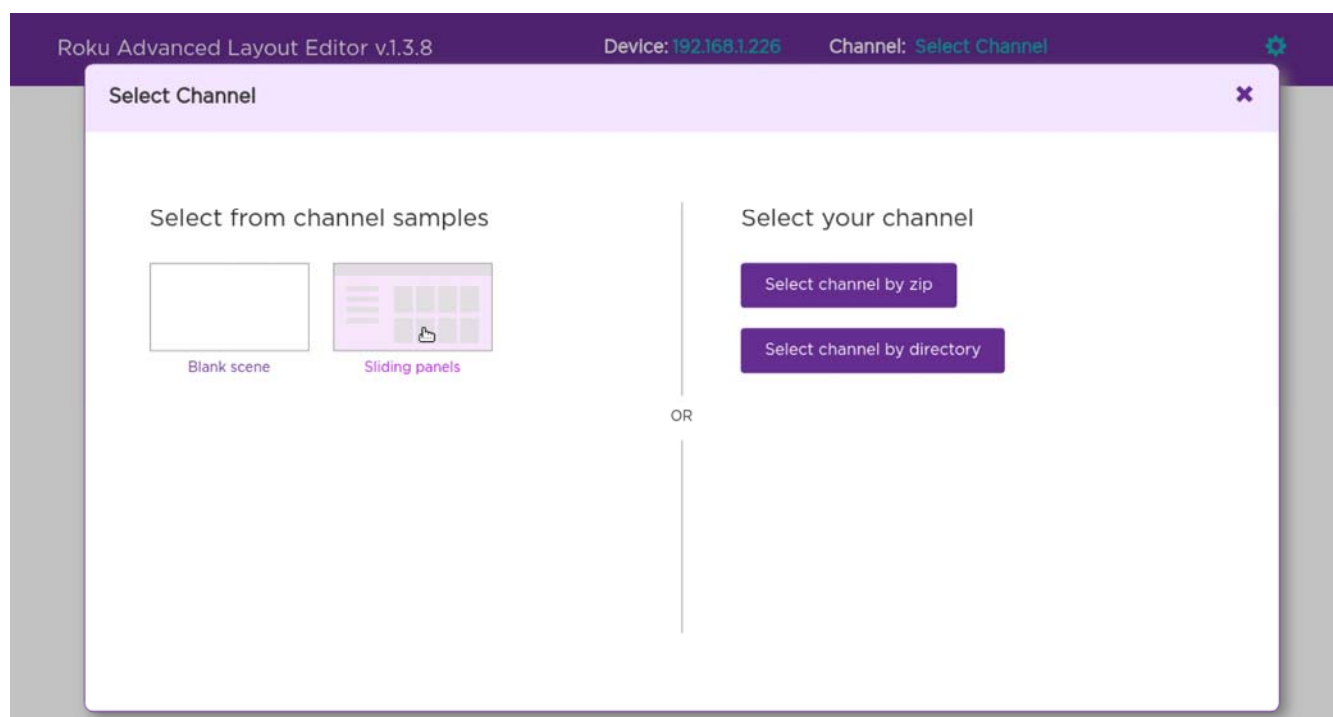 Roku Advanced Layout Editor v.1.3.8 Device: 192.168.1.226 Channel: Select Channel
Select Channel
Select from channel samples
Blank scene
Sliding panels
OR
Select your channel
Select channel by zip
Select channel by directory